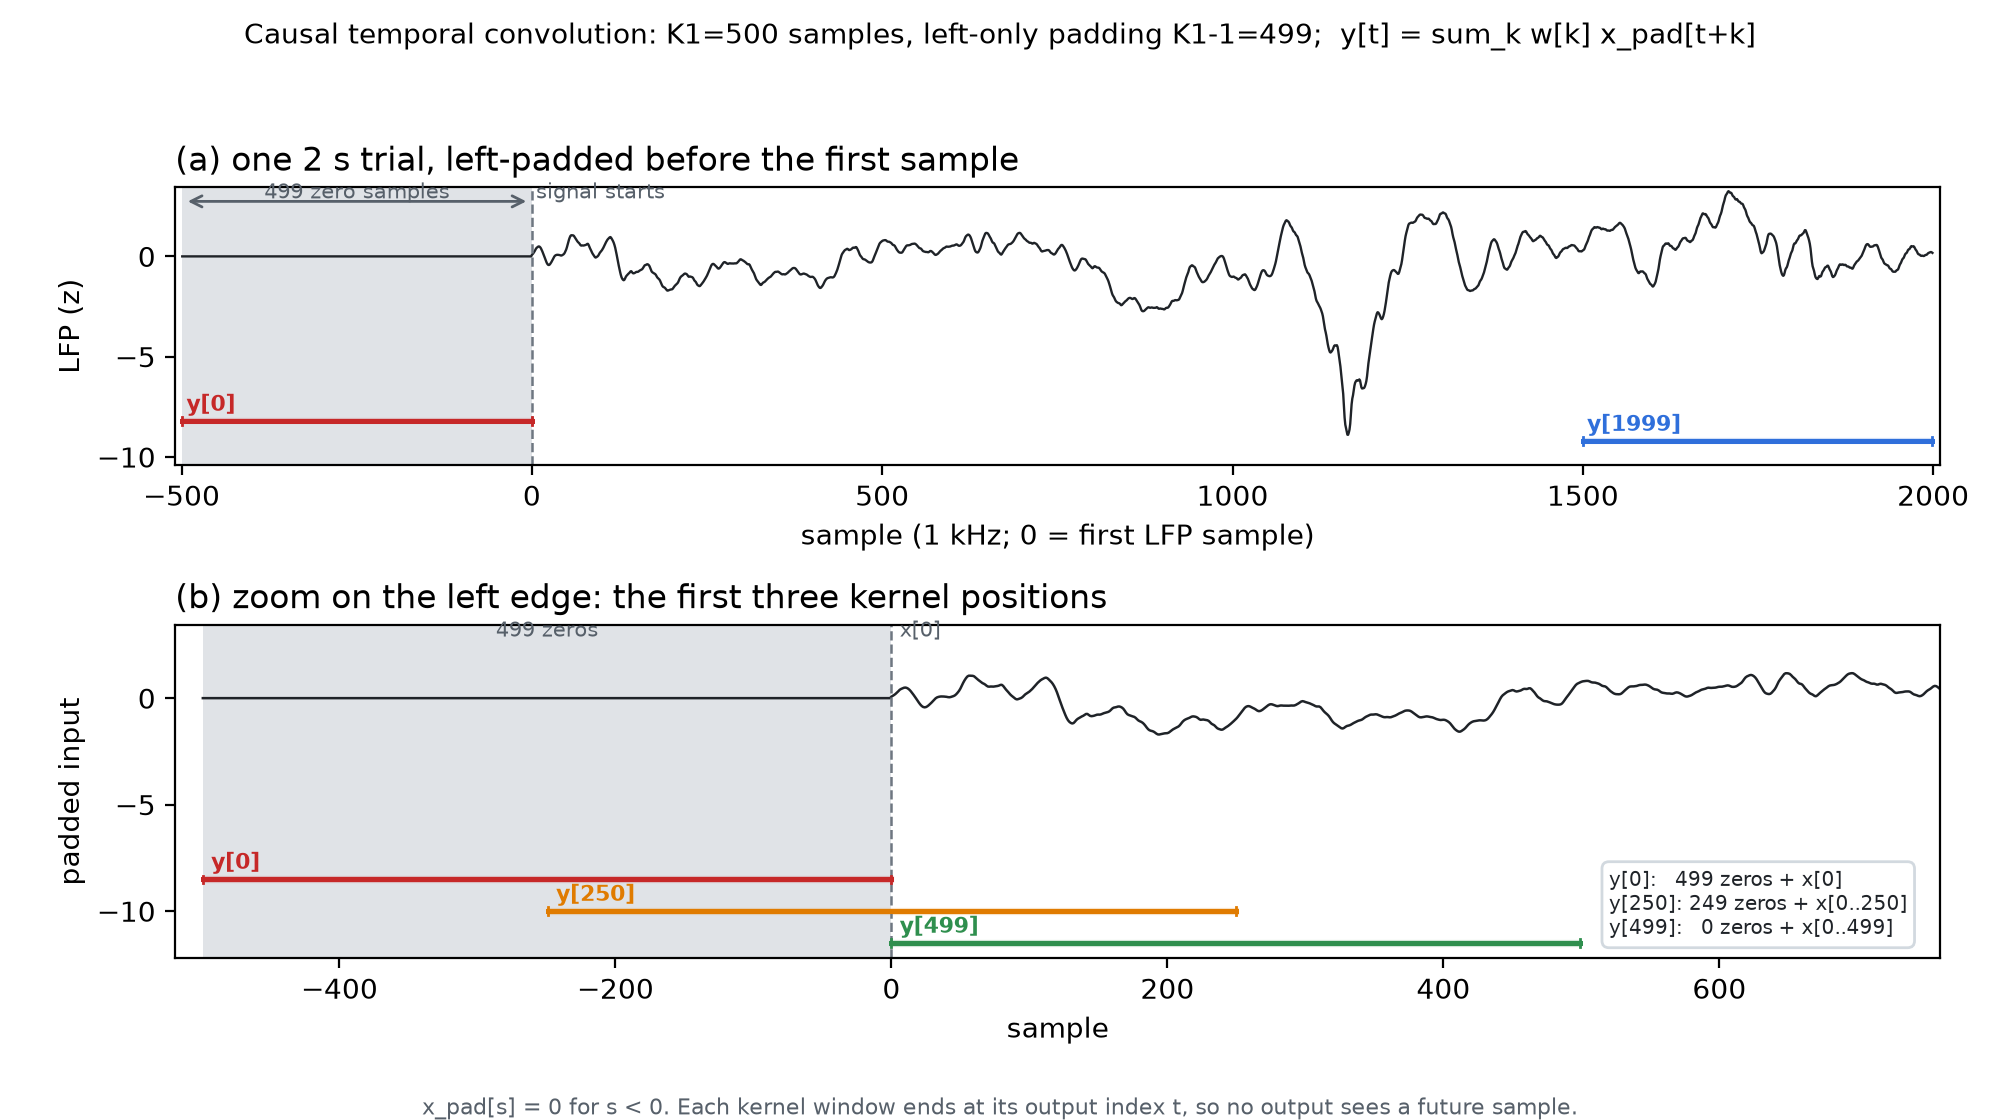 Causal temporal convolution: K1=500 samples, left-only padding K1-1=499;  y[t] = sum_k w[k] x_pad[t+k]
(a) one 2 s trial, left-padded before the first sample
499 zero samples
signal starts
LFP (z)
0
−5
−10
y[0]
y[1999]
−500
0
500
1000
1500
2000
sample (1 kHz; 0 = first LFP sample)
(b) zoom on the left edge: the first three kernel positions
499 zeros
x[0]
padded input
0
−5
−10
y[0]
y[250]
y[499]
y[0]:   499 zeros + x[0]
y[250]: 249 zeros + x[0..250]
y[499]:   0 zeros + x[0..499]
−400
−200
0
200
400
600
sample
x_pad[s] = 0 for s < 0. Each kernel window ends at its output index t, so no output sees a future sample.